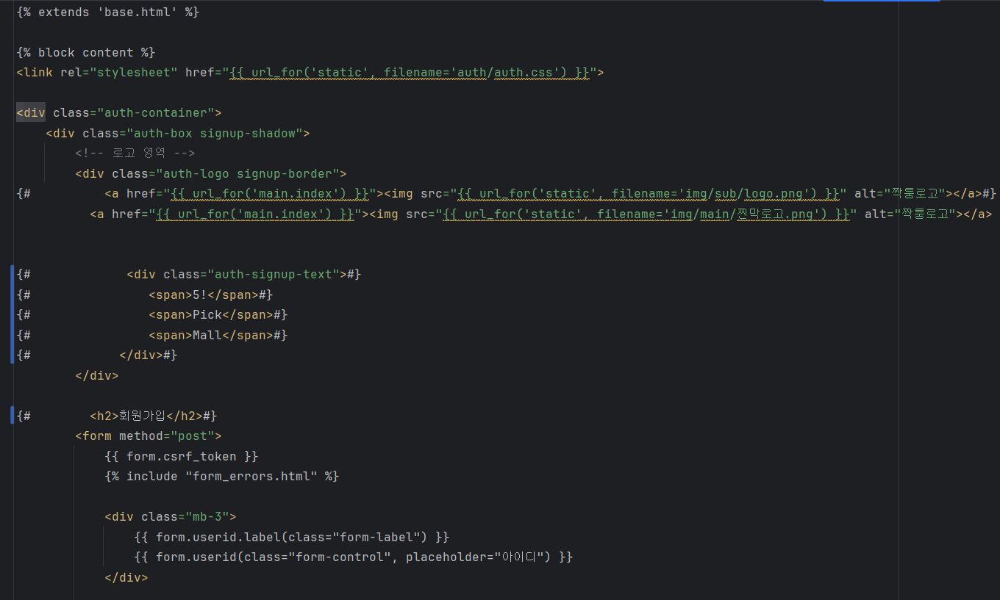 {% extends 'base.html' %}
{% block content %}
<link rel="stylesheet" href="{{ url_for('static', filename='auth/auth.css') }}">
<div class="auth-container">
<div class="auth-box signup-shadow">
<!-- 로고 영역 -->
<div class="auth-logo signup-border">
{# <a href="{{ url_for('main.index') }}"><img src="{{ url_for('static', filename='img/sub/logo.png') }}" alt="짝퉁로고"></a>#}
<a href="{{ url_for('main.index') }}"><img src="{{ url_for('static', filename='img/main/찐막로고.png') }}" alt="짝퉁로고"></a>
{# <div class="auth-signup-text">#}
{# <span>5!</span>#}
{# <span>Pick</span>#}
{# <span>Mall</span>#}
{# </div>#}
</div>
{# <h2>회원가입</h2>#}
<form method="post">
{{ form.csrf_token }}
{% include "form_errors.html" %}
<div class="mb-3">
{{ form.userid.label(class="form-label") }}
{{ form.userid(class="form-control", placeholder="아이디") }}
</div>